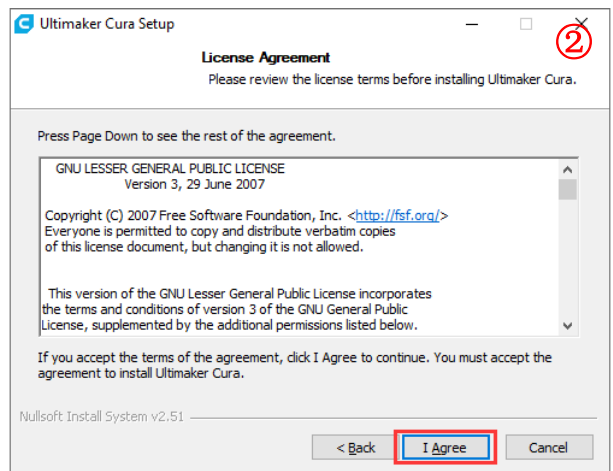 Ultimaker Cura Setup
②
License Agreement
Please review the license terms before installing Ultimaker Cura.
Press Page Down to see the rest of the agreement.
GNU LESSER GENERAL PUBLIC LICENSE
Version 3, 29 June 2007
Copyright (C) 2007 Free Software Foundation, Inc. <http://fsf.org/>
Everyone is permitted to copy and distribute verbatim copies
of this license document, but changing it is not allowed.
This version of the GNU Lesser General Public License incorporates
the terms and conditions of version 3 of the GNU General Public
License, supplemented by the additional permissions listed below.
If you accept the terms of the agreement, click I Agree to continue. You must accept the
agreement to install Ultimaker Cura.
Nullsoft Install System v2.51
< Back I Agree Cancel